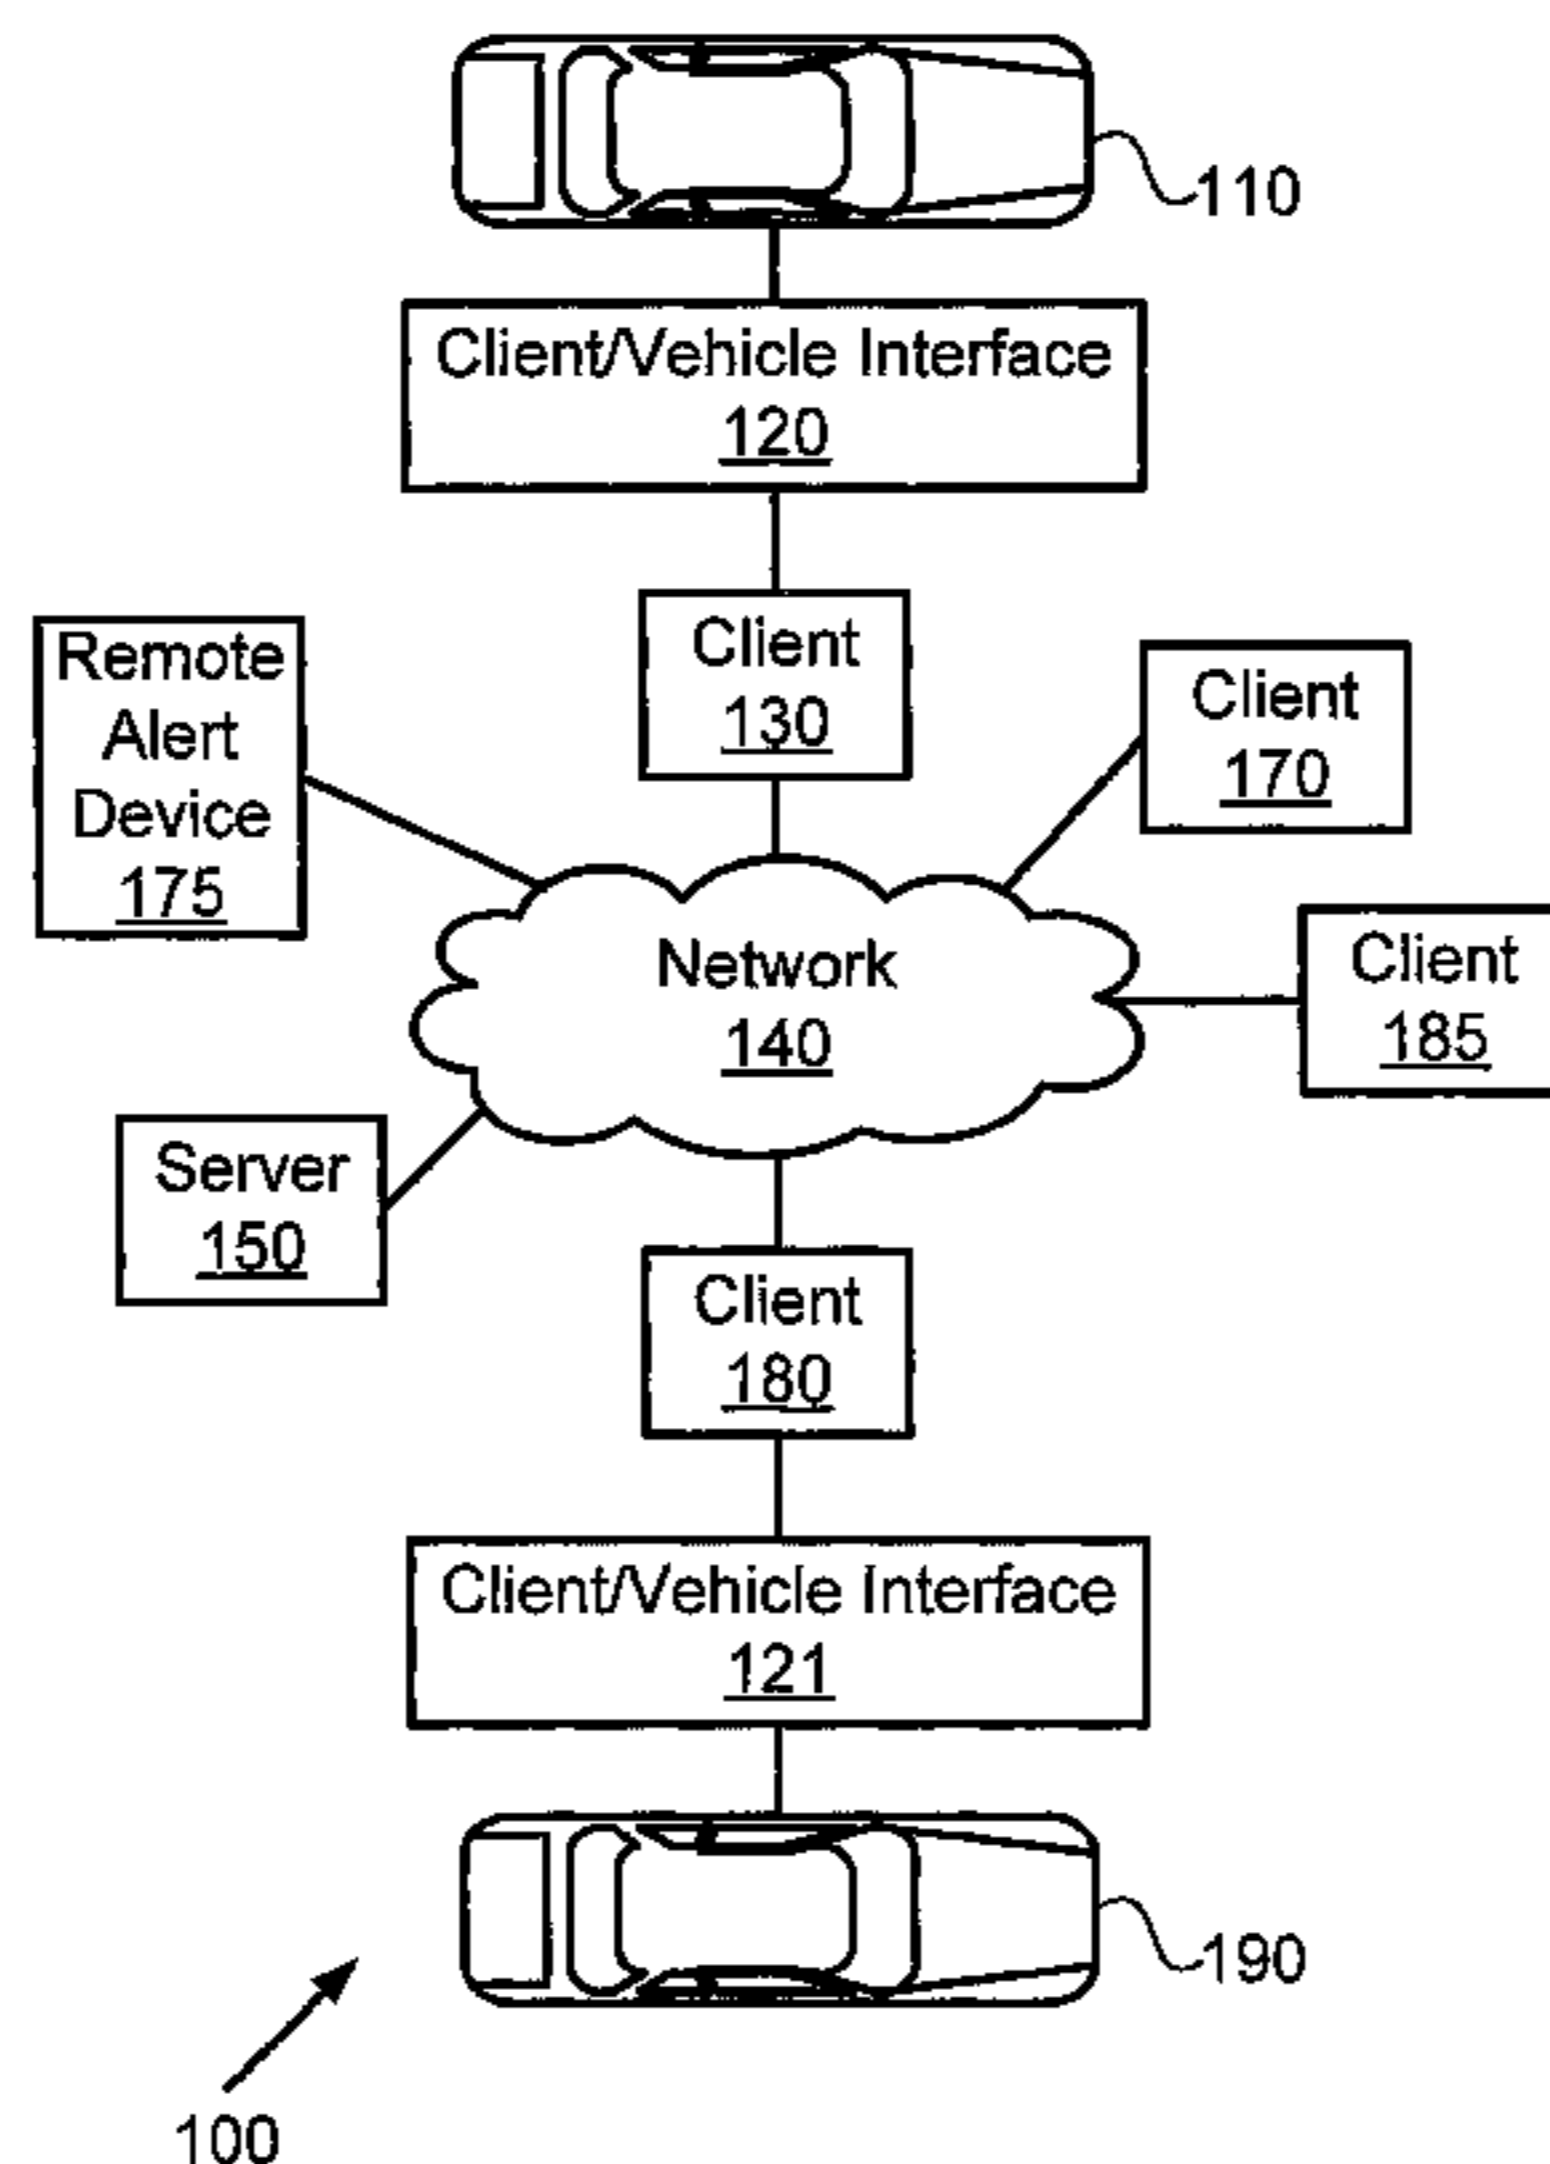 110
Client/Vehicle Interface
120
Client
130
Remote
Alert
Device
175
Client
170
Network
140
Client
185
Server
150
Client
180
Client/Vehicle Interface
121
190
100